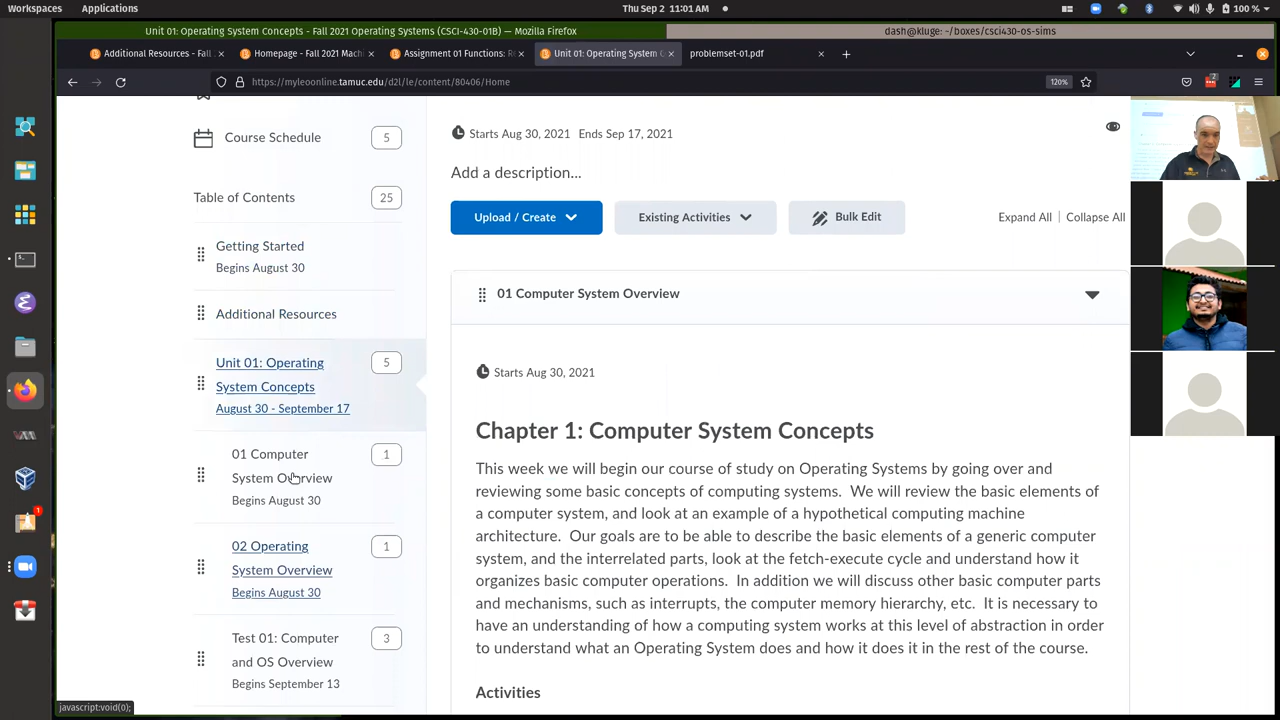 Workspaces
Applications
Thu Sep 2 11:01 AM
100 %
Unit 01: Operating System Concepts - Fall 2021 Operating Systems (CSCI-430-01B) — Mozilla Firefox
dash@kluge: ~/boxes/csci430-os-sims
Additional Resources - Fal
Homepage - Fall 2021 Mach
Assignment 01 Functions: Re
Unit 01: Operating System C
problemset-01.pdf
https://myleoonline.tamuc.edu/d2l/le/content/80406/Home
120%
2
Course Schedule
5
Starts Aug 30, 2021 Ends Sep 17, 2021
Add a description...
Table of Contents
25
Upload / Create
Existing Activities
Bulk Edit
Expand All | Collapse All
Getting Started
Begins August 30
Additional Resources
01 Computer System Overview
Unit 01: Operating
System Concepts
August 30 - September 17
5
Starts Aug 30, 2021
Chapter 1: Computer System Concepts
01 Computer
System Overview
Begins August 30
1
This week we will begin our course of study on Operating Systems by going over and
reviewing some basic concepts of computing systems. We will review the basic elements of
a computer system, and look at an example of a hypothetical computing machine
architecture. Our goals are to be able to describe the basic elements of a generic computer
system, and the interrelated parts, look at the fetch-execute cycle and understand how it
organizes basic computer operations. In addition we will discuss other basic computer parts
and mechanisms, such as interrupts, the computer memory hierarchy, etc. It is necessary to
have an understanding of how a computing system works at this level of abstraction in order
to understand what an Operating System does and how it does it in the rest of the course.
02 Operating
System Overview
Begins August 30
1
Test 01: Computer
and OS Overview
Begins September 13
3
Activities
javascript:void(0);